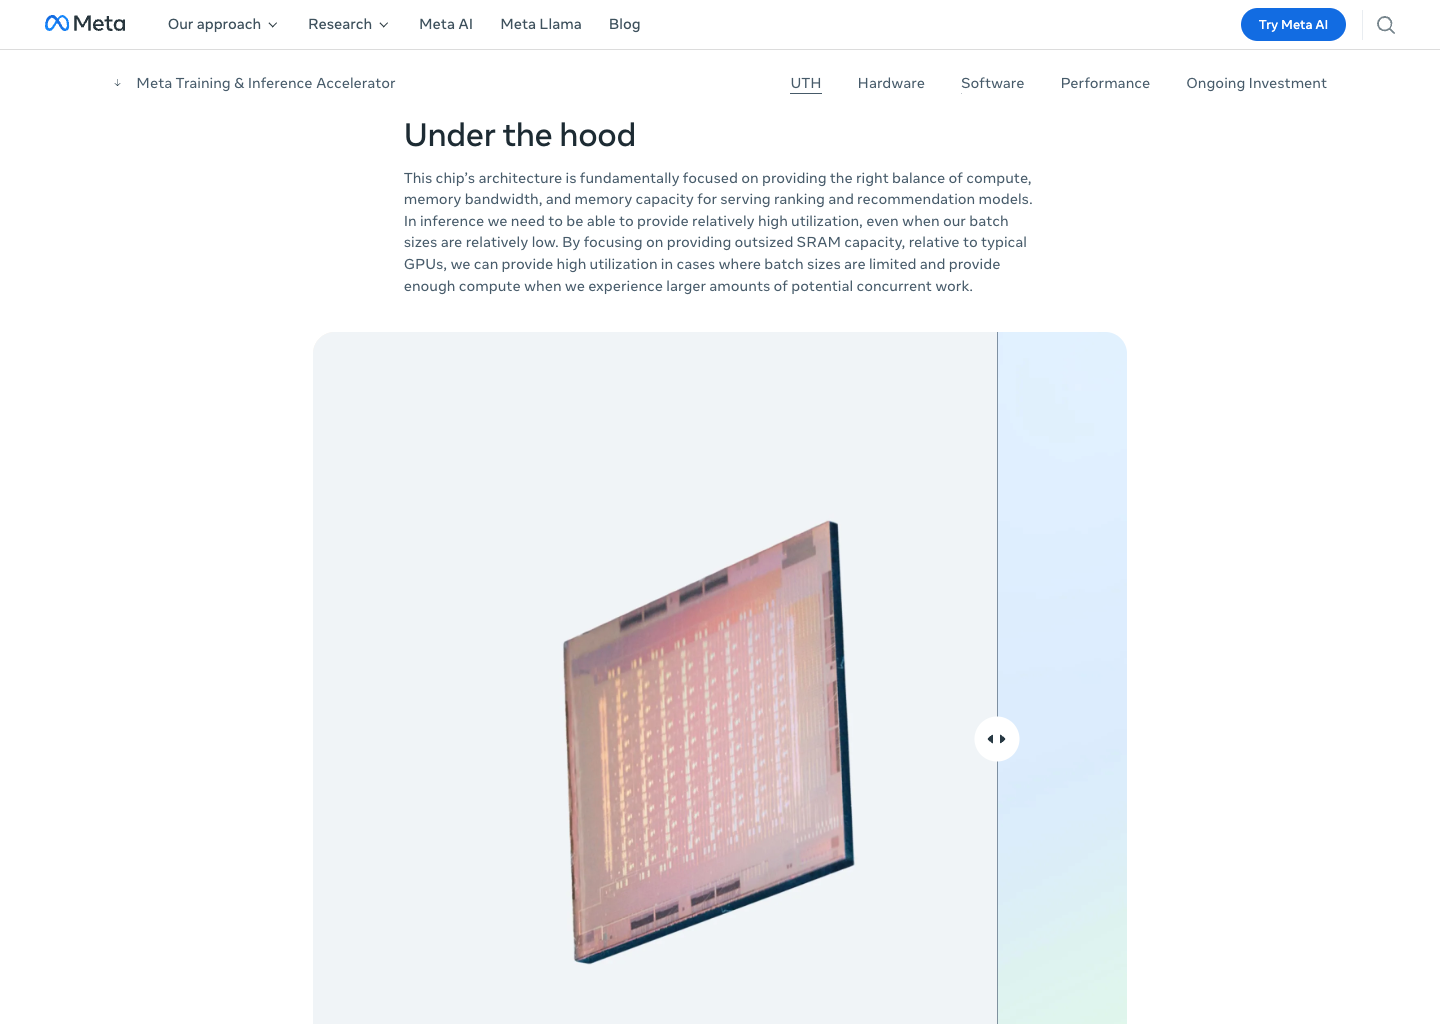 Meta
Our approach
Research
Meta AI
Meta Llama
Blog
Try Meta AI
Meta Training & Inference Accelerator
UTH
Hardware
Software
Performance
Ongoing Investment
Under the hood
This chip’s architecture is fundamentally focused on providing the right balance of compute,
memory bandwidth, and memory capacity for serving ranking and recommendation models.
In inference we need to be able to provide relatively high utilization, even when our batch
sizes are relatively low. By focusing on providing outsized SRAM capacity, relative to typical
GPUs, we can provide high utilization in cases where batch sizes are limited and provide
enough compute when we experience larger amounts of potential concurrent work.